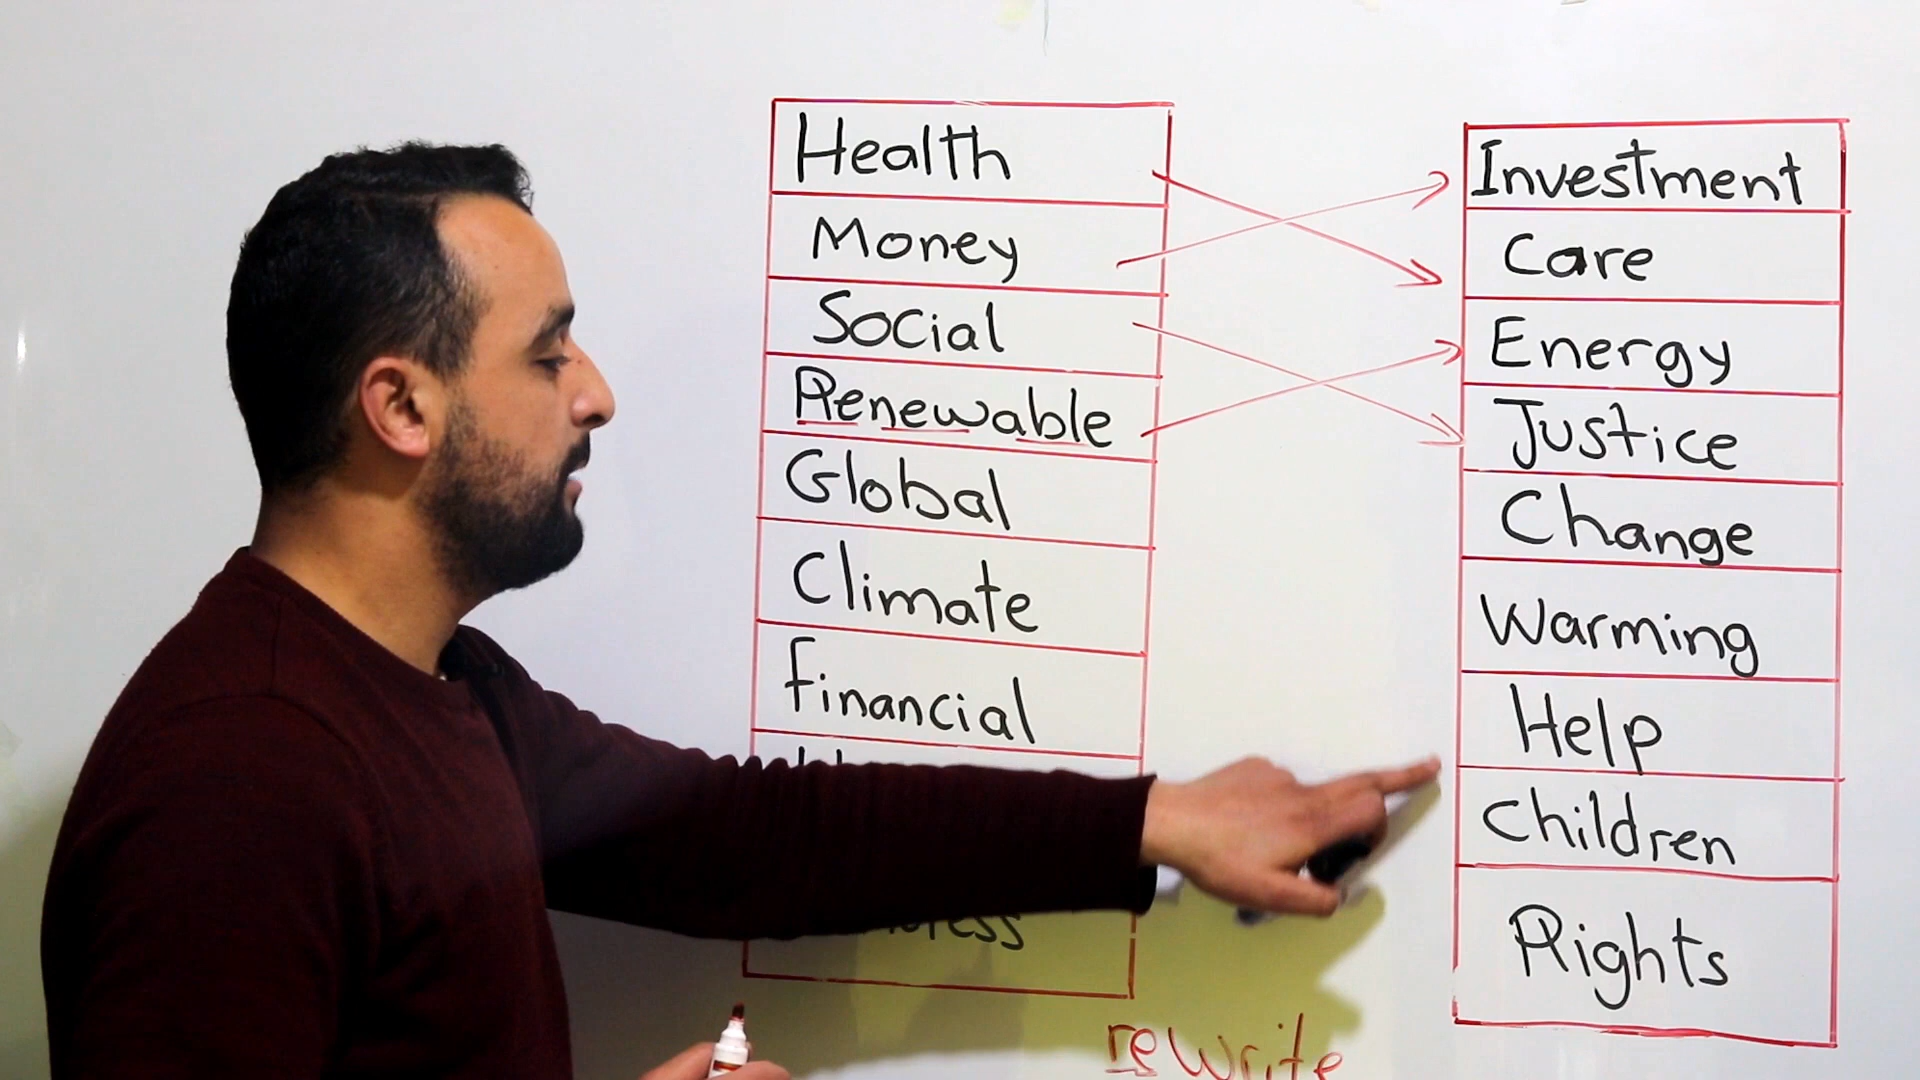 Health
Money
Social
Renewable
Global
Climate
Financial
Investment
Care
Energy
Justice
Change
Warming
Help
Children
Rights
rewrite